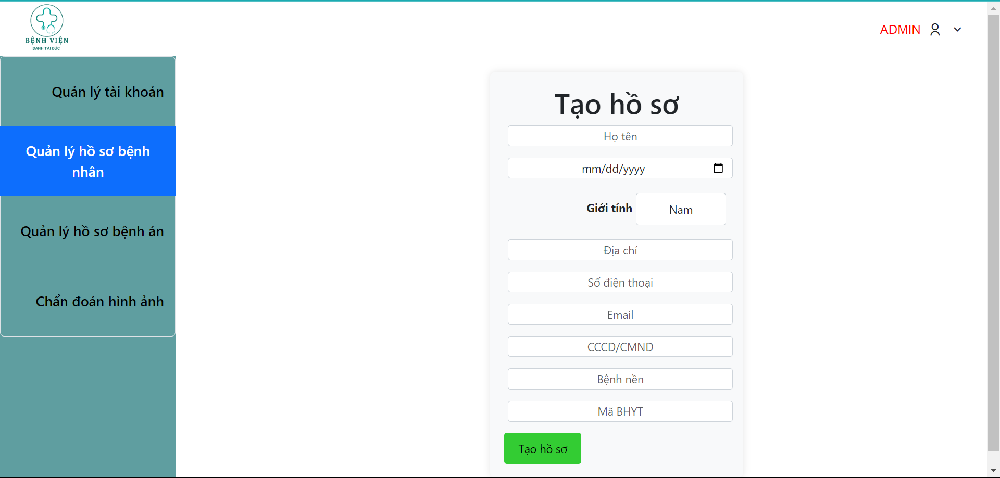 BỆNH VIỆN
DANH TÀI ĐỨC
ADMIN
Quản lý tài khoản
Quản lý hồ sơ bệnh
nhân
Quản lý hồ sơ bệnh án
Chẩn đoán hình ảnh
Tạo hồ sơ
Họ tên
mm/dd/yyyy
Giới tính Nam
Địa chỉ
Số điện thoại
Email
CCCD/CMND
Bệnh nền
Mã BHYT
Tạo hồ sơ